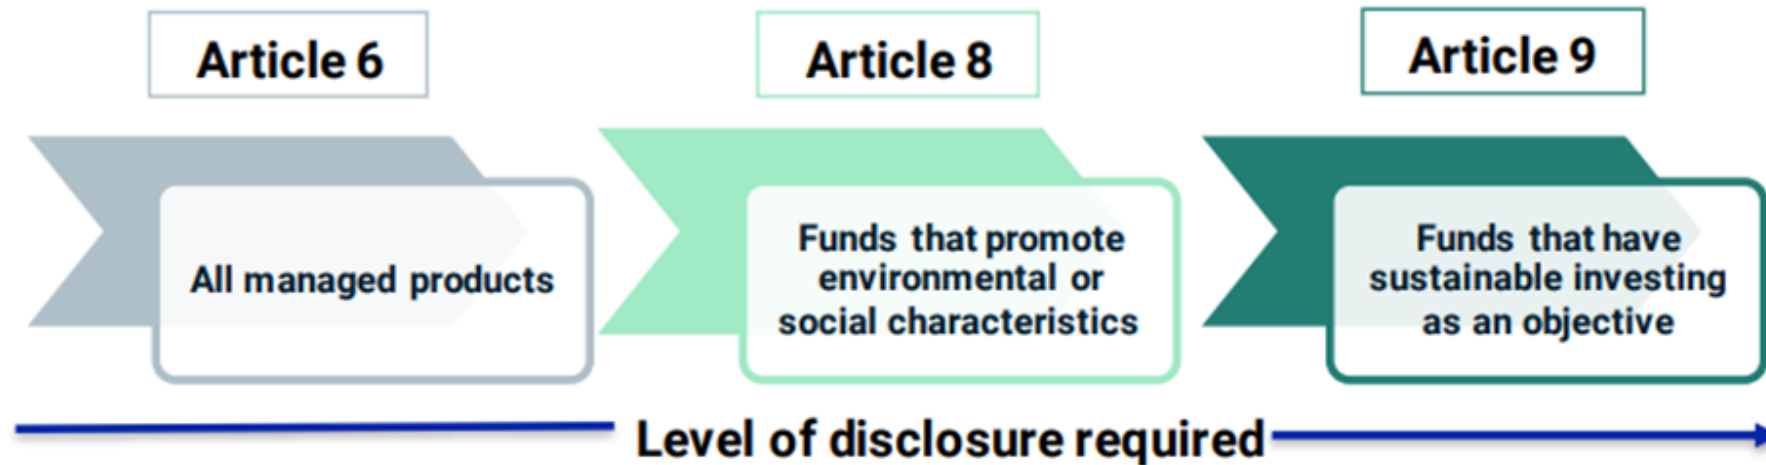 Article 6
Article 8
Article 9
All managed products
Funds that promote
environmental or
social characteristics
Funds that have
sustainable investing
as an objective
Level of disclosure required